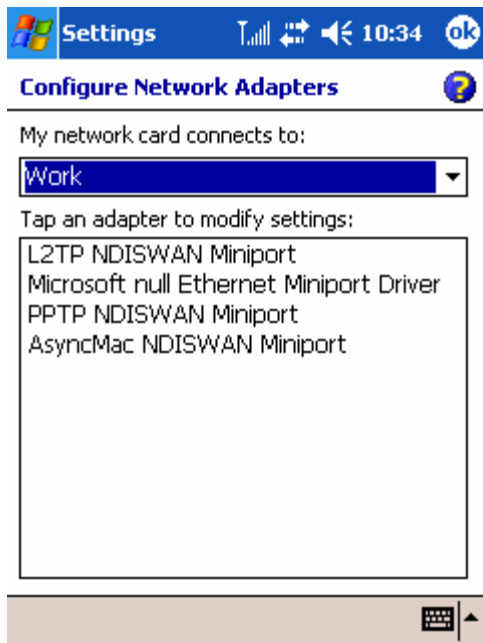 Settings 10:34 ok
Configure Network Adapters ?
My network card connects to:
Work
Tap an adapter to modify settings:
L2TP NDISWAN Miniport
Microsoft null Ethernet Miniport Driver
PPTP NDISWAN Miniport
AsyncMac NDISWAN Miniport